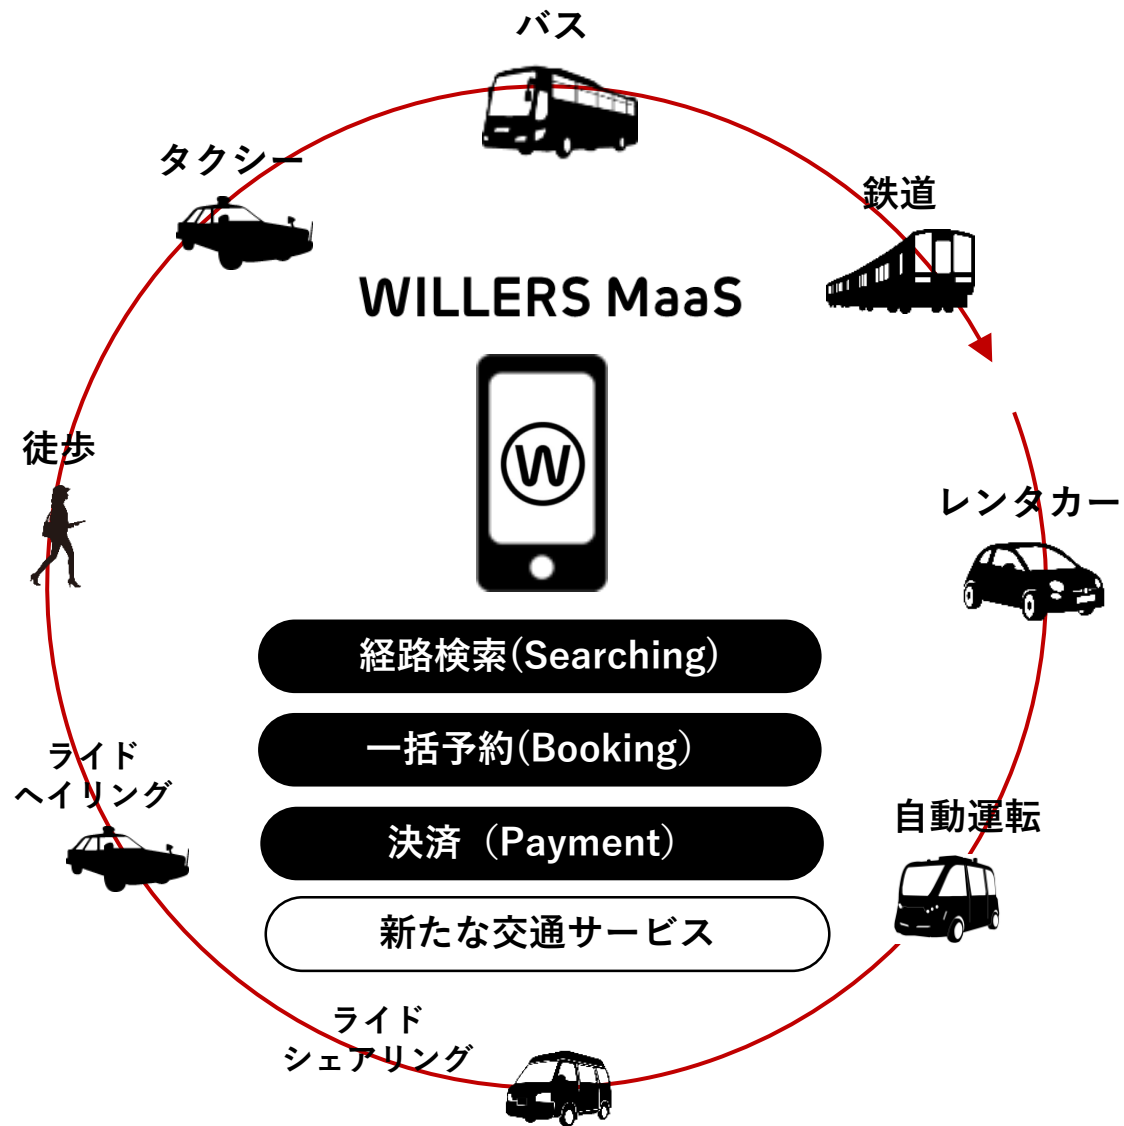 バス
タクシー
鉄道
WILLERS MaaS
W
徒歩
レンタカー
経路検索(Searching)
一括予約(Booking)
ライド
ヘイリング
自動運転
決済（Payment）
新たな交通サービス
ライド
シェアリング